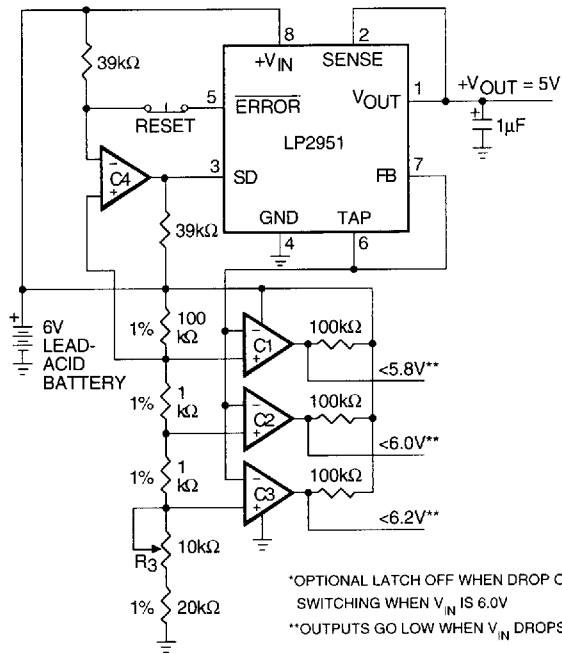 39kΩ
8
+VIN
2
SENSE
5
ERROR
RESET
VOUT
1
+VOUT = 5V
+
1µF
LP2951
C4
−
+
3
SD
FB
7
39kΩ
GND
4
TAP
6
+
6V
LEAD-
ACID
BATTERY
1%
100
kΩ
−
C1
+
100kΩ
<5.8V**
1%
1
kΩ
−
C2
+
100kΩ
<6.0V**
1%
1
kΩ
−
C3
+
100kΩ
<6.2V**
R3
10kΩ
1%
20kΩ
*OPTIONAL LATCH OFF WHEN DROP
SWITCHING WHEN VIN IS 6.0V
**OUTPUTS GO LOW WHEN VIN DROPS